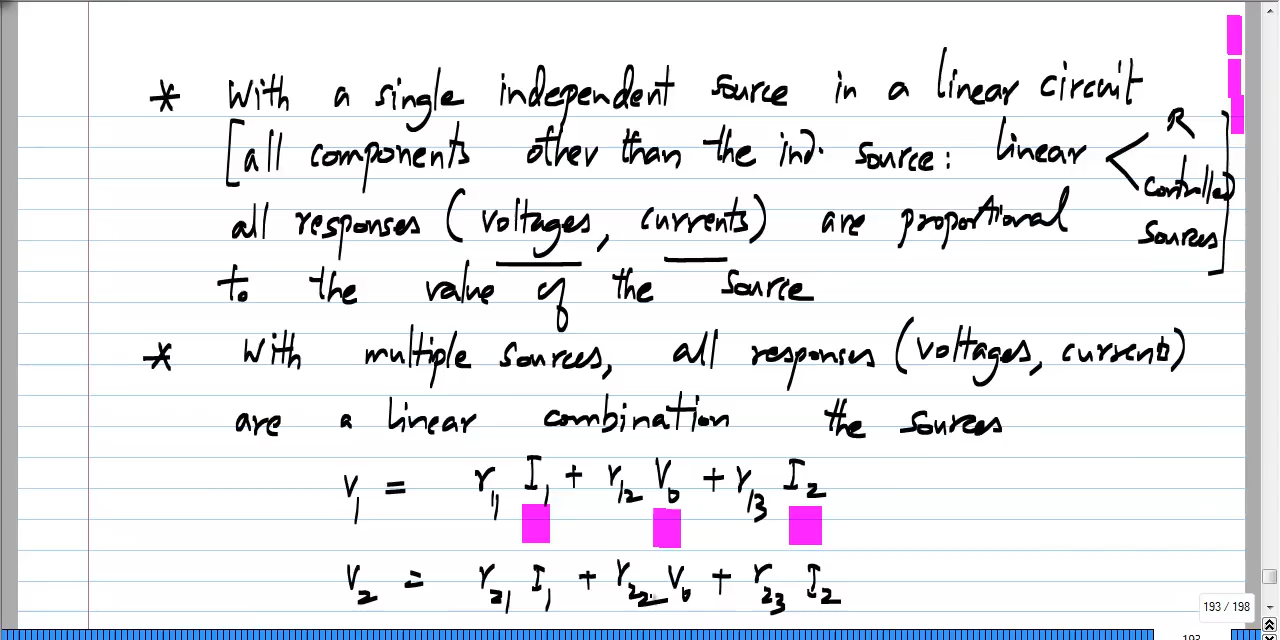 * With a single independent source in a linear circuit
[all components other than the ind. source: linear < R
controlled
sources]
all responses (voltages, currents) are proportional
to the value of the source
* With multiple sources, all responses (voltages, currents)
are a linear combination the sources
V₁ = r₁₁ I₁ + r₁₂ V₀ + r₁₃ I₂
V₂ = r₂₁ I₁ + r₂₂ V₀ + r₂₃ I₂
193 / 198
193